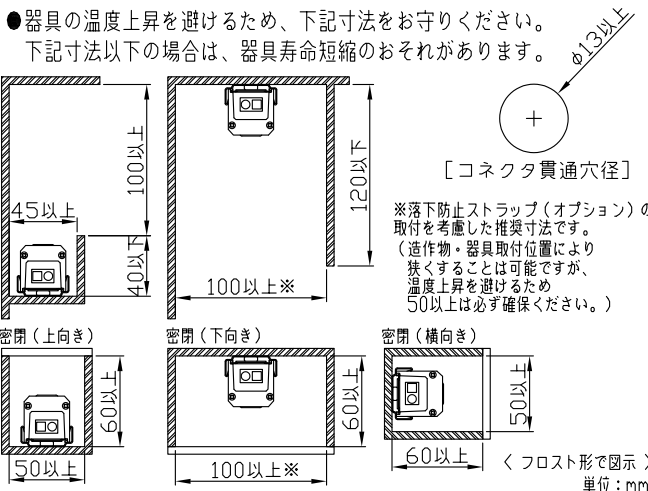 ●器具の温度上昇を避けるため、下記寸法をお守りください。
下記寸法以下の場合は、器具寿命短縮のおそれがあります。
φ13以上
[コネクタ貫通穴径]
100以上
45以上
40以下
120以下
100以上※
※落下防止ストラップ(オプション)の
取付を考慮した推奨寸法です。
(造作物・器具取付位置により
狭くすることは可能ですが、
温度上昇を避けるため
50以上は必ず確保ください。)
密閉(上向き)
密閉(下向き)
密閉(横向き)
60以上
50以上
60以上
100以上※
50以上
60以上
〈 フロスト形で図示 〉
単位:mm